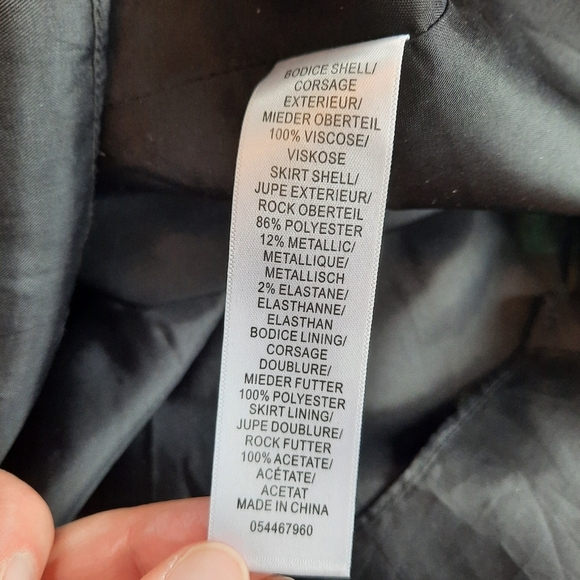 BODICE SHELL/
CORSAGE
EXTERIEUR/
MIEDER OBERTEIL
100% VISCOSE/
VISKOSE
SKIRT SHELL/
JUPE EXTERIEUR/
ROCK OBERTEIL
86% POLYESTER
12% METALLIC/
METALLIQUE/
METALLISCH
2% ELASTANE/
ELASTHANNE/
ELASTHAN
BODICE LINING/
CORSAGE
DOUBLURE/
MIEDER FUTTER
100% POLYESTER
SKIRT LINING/
JUPE DOUBLURE/
ROCK FUTTER
100% ACETATE/
ACÉTATE/
ACETAT
MADE IN CHINA
054467960